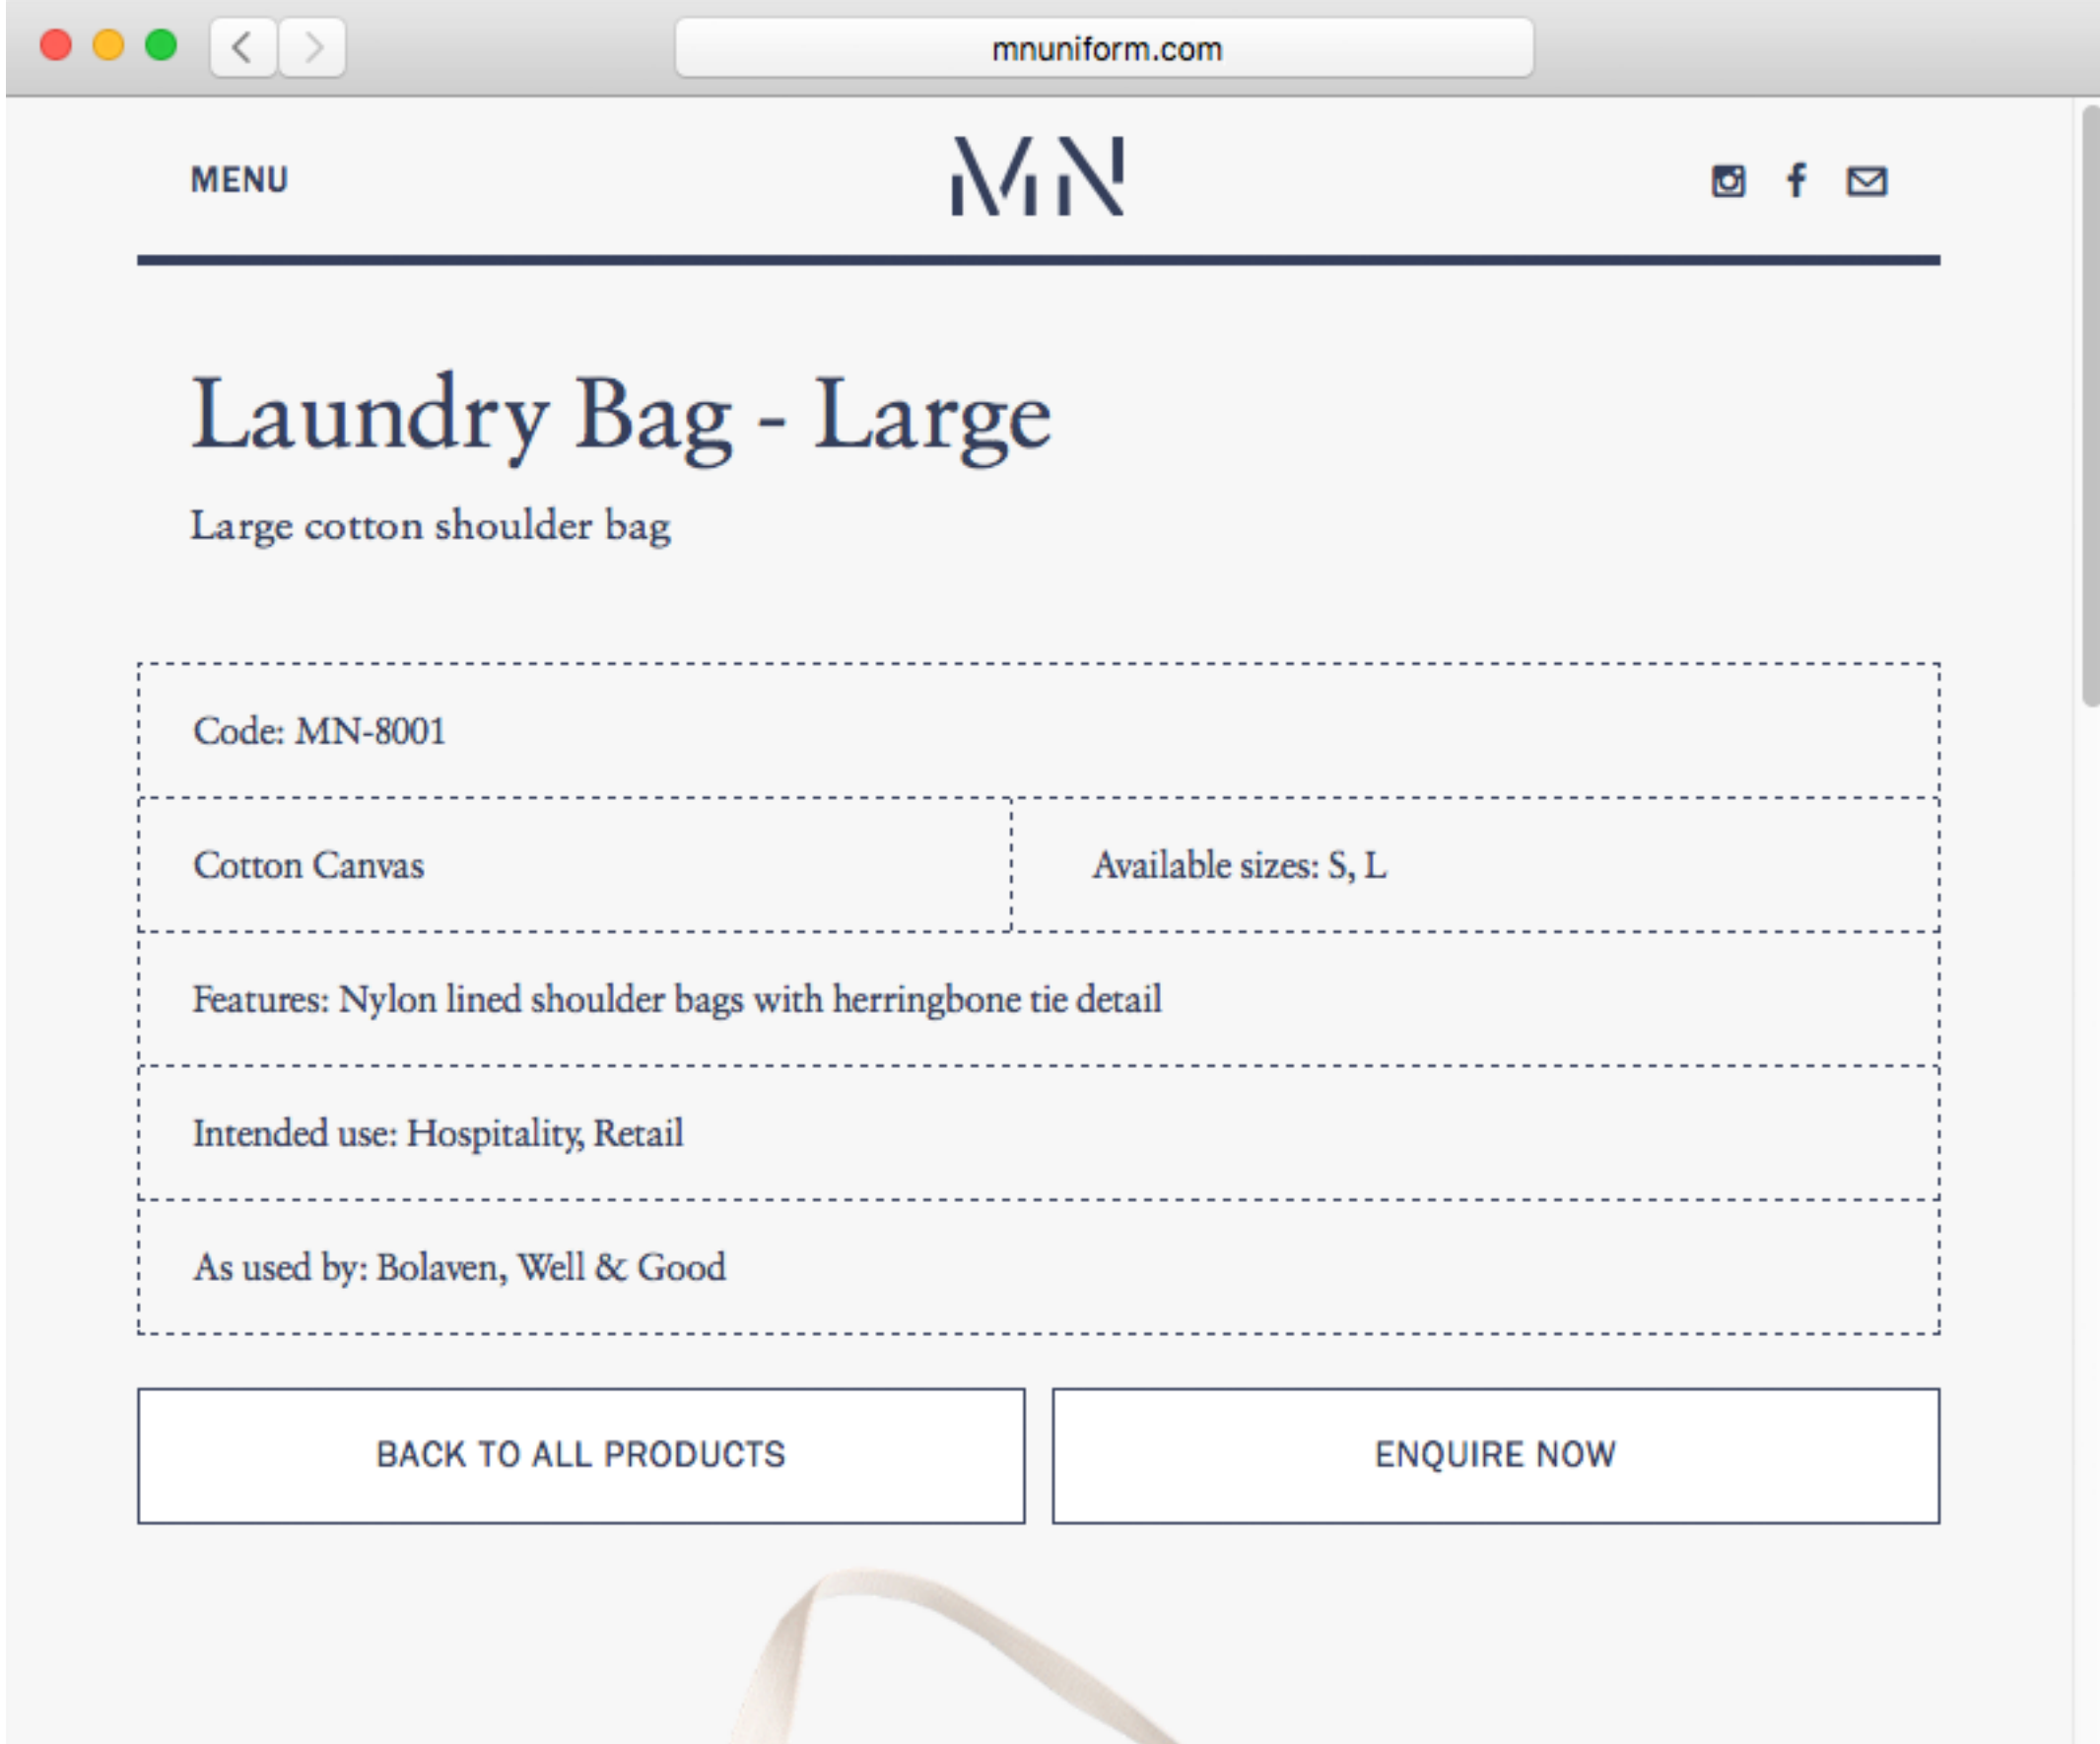 mnuniform.com
MENU
MN
Laundry Bag - Large
Large cotton shoulder bag
Code: MN-8001
Cotton Canvas
Available sizes: S, L
Features: Nylon lined shoulder bags with herringbone tie detail
Intended use: Hospitality, Retail
As used by: Bolaven, Well & Good
BACK TO ALL PRODUCTS
ENQUIRE NOW